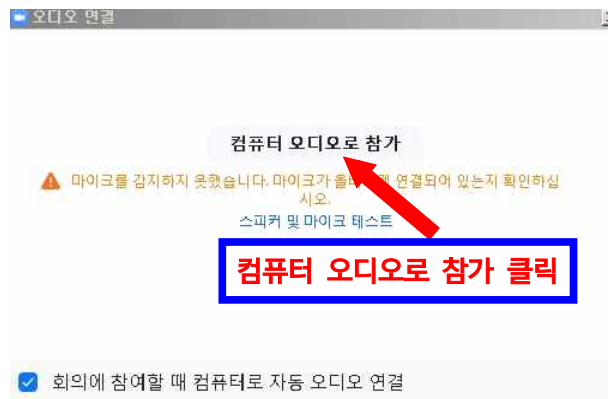 오디오 연결
컴퓨터 오디오로 참가
마이크를 감지하지 못했습니다. 마이크가 연결되어 있는지 확인하십
시오.
스피커 및 마이크 테스트
컴퓨터 오디오로 참가 클릭
회의에 참여할 때 컴퓨터로 자동 오디오 연결